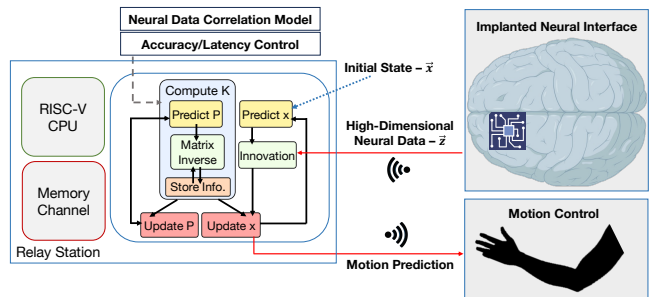 Neural Data Correlation Model
Accuracy/Latency Control
Implanted Neural Interface
RISC-V
CPU
Memory
Channel
Relay Station
Compute K
Predict P
Matrix
Inverse
Store Info.
Update P
Predict x
Innovation
Update x
Initial State – x⃗
High-Dimensional
Neural Data – z⃗
Motion Prediction
Motion Control